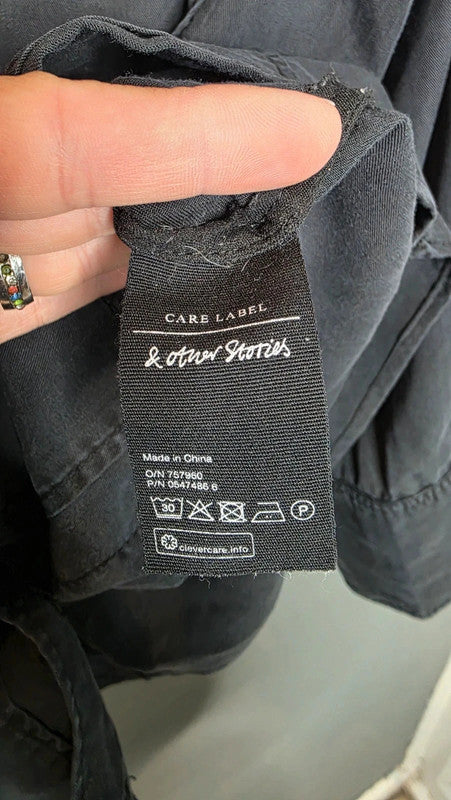 CARE LABEL
& other Stories
Made in China
O/N 757960
P/N 0547486 6
30 P
clevercare.info